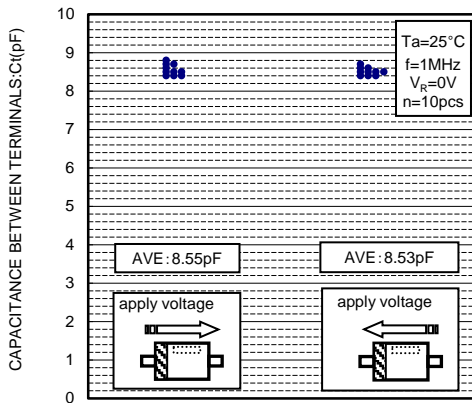 CAPACITANCE BETWEEN TERMINALS:Ct(pF)
10
9
8
7
6
5
4
3
2
1
0
Ta=25°C
f=1MHz
VR=0V
n=10pcs
AVE:8.55pF
AVE:8.53pF
apply voltage
apply voltage